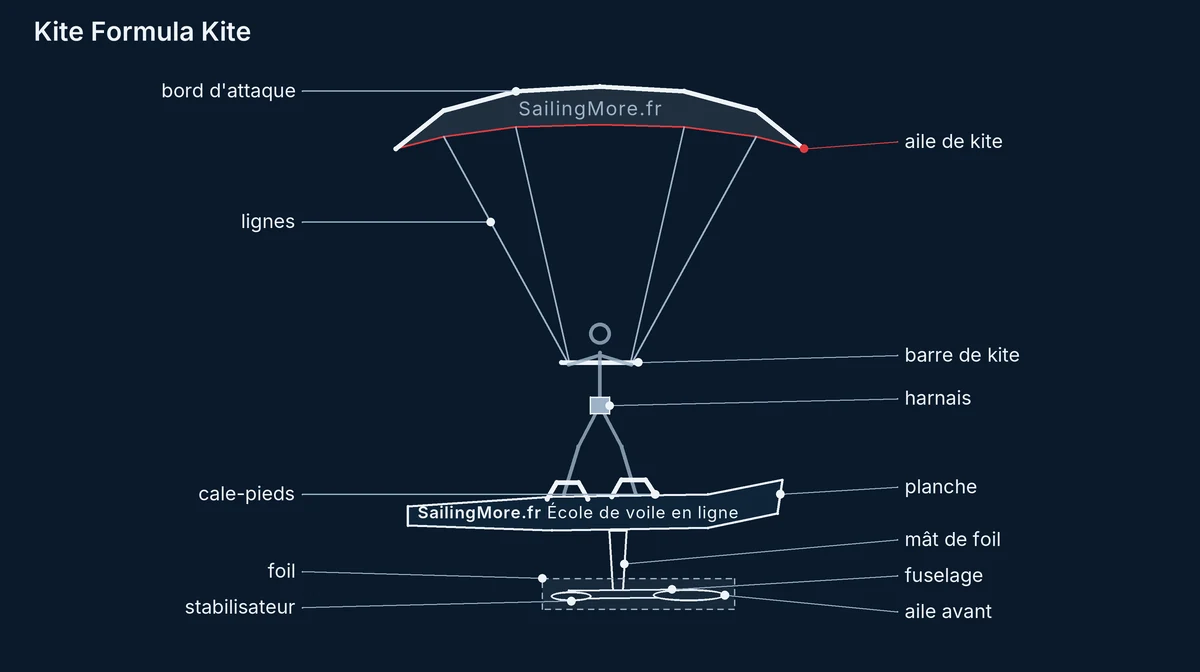 Kite Formula Kite
bord d'attaque
SailingMore.fr
aile de kite
lignes
barre de kite
harnais
cale-pieds
planche
SailingMore.fr École de voile en ligne
mât de foil
foil
fuselage
stabilisateur
aile avant